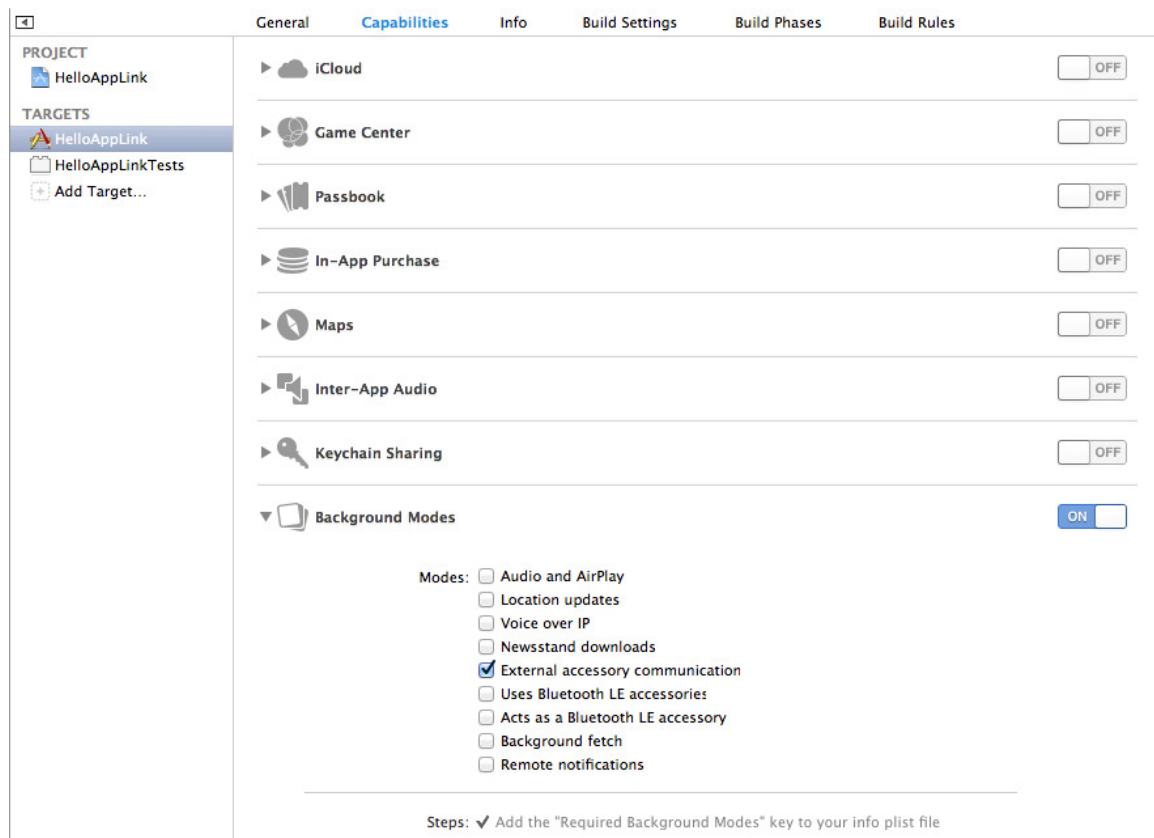 General Capabilities Info Build Settings Build Phases Build Rules
PROJECT
HelloAppLink
TARGETS
HelloAppLink
HelloAppLinkTests
Add Target...
iCloud OFF
Game Center OFF
Passbook OFF
In-App Purchase OFF
Maps OFF
Inter-App Audio OFF
Keychain Sharing OFF
Background Modes ON
Modes: Audio and AirPlay
Location updates
Voice over IP
Newsstand downloads
External accessory communication
Uses Bluetooth LE accessories
Acts as a Bluetooth LE accessory
Background fetch
Remote notifications
Steps: ✓ Add the "Required Background Modes" key to your info plist file